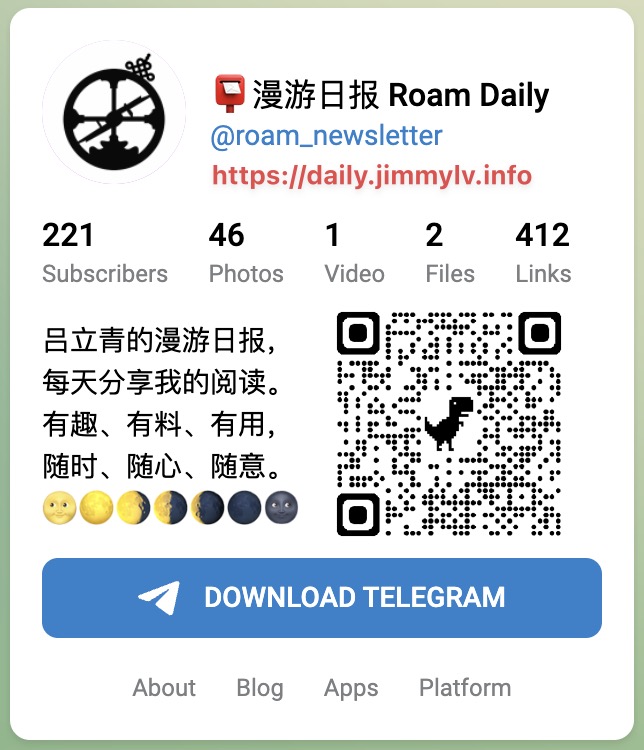 📮漫游日报 Roam Daily
@roam_newsletter
https://daily.jimmylv.info
221 46 1 2 412
Subscribers Photos Video Files Links
吕立青的漫游日报，
每天分享我的阅读。
有趣、有料、有用，
随时、随心、随意。
🌝🌕🌖🌗🌘🌑🌚
DOWNLOAD TELEGRAM
About Blog Apps Platform